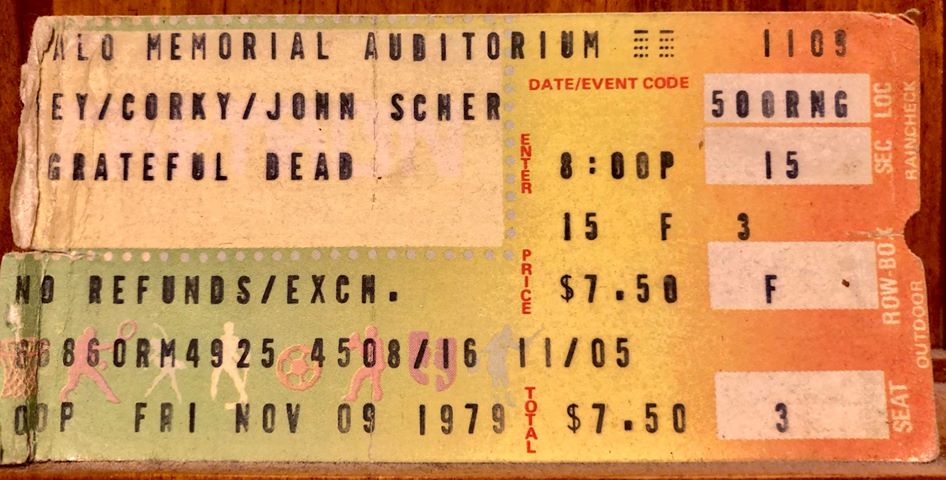 ALO MEMORIAL AUDITORIUM 1109
DATE/EVENT CODE
EY/CORKY/JOHN SCHER 500RNG LOC
RAINCHECK
GRATEFUL DEAD ENTER 8:00P 15 SEC
15 F 3
NO REFUNDS/EXCH. PRICE $7.50 F ROW-BOX
OUTDOOR
6860RM4925 4508/16 11/05
00P FRI NOV 09 1979 TOTAL $7.50 3 SEAT